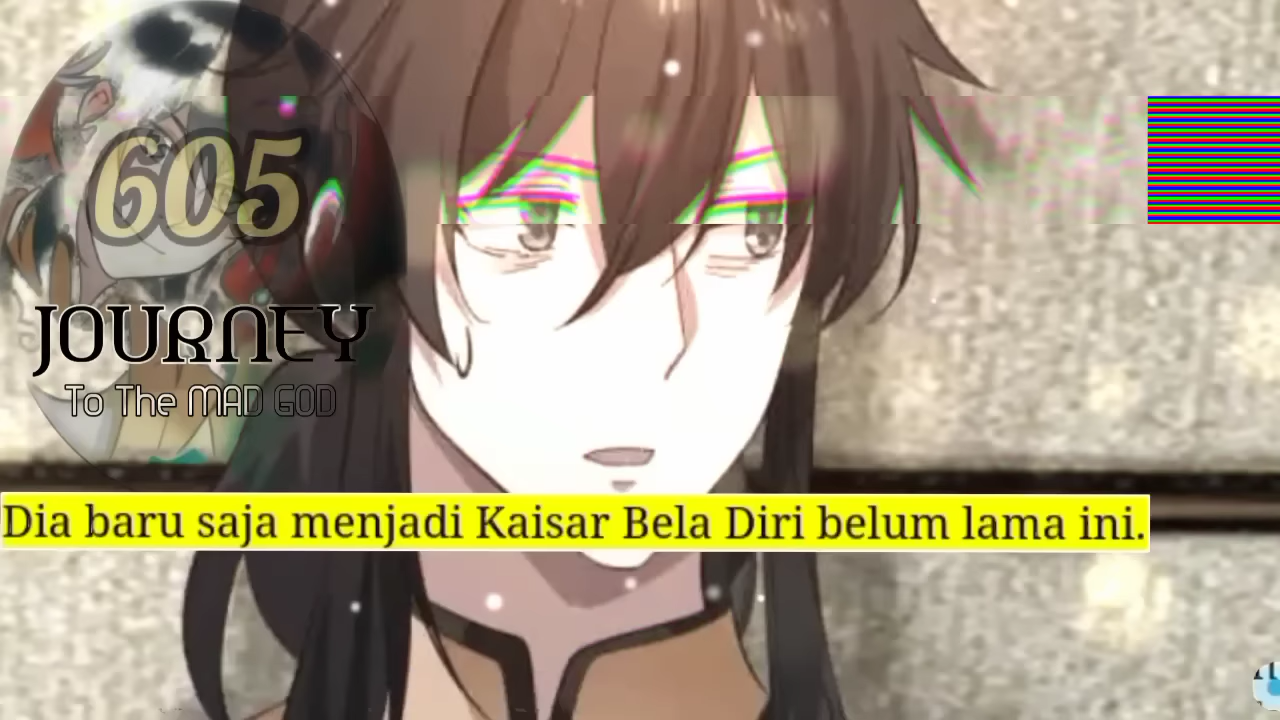 605
JOURNEY
To The MAD GOD
Dia baru saja menjadi Kaisar Bela Diri belum lama ini.